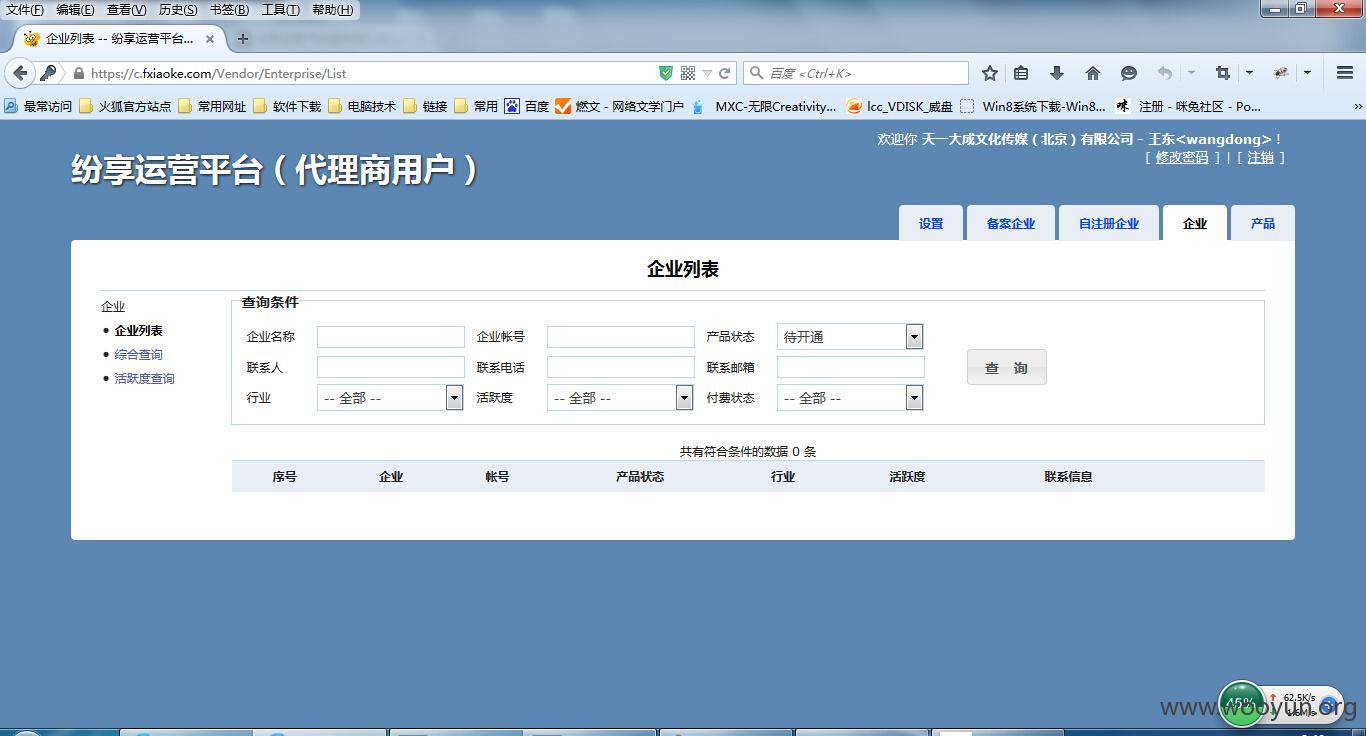 文件(F) 编辑(E) 查看(V) 历史(S) 书签(B) 工具(T) 帮助(H)
企业列表 -- 纷享运营平台...
https://c.fxiaoke.com/Vendor/Enterprise/List
百度 <Ctrl+K>
最常访问 火狐官方站点 常用网址 软件下载 电脑技术 链接 常用 百度 燃文 - 网络文学门户 MXC-无限Creativity... lcc_VDISK_威盘 Win8系统下载-Win8... 注册 - 咪兔社区 - Po... »
欢迎你 天一大成文化传媒（北京）有限公司 - 王东<wangdong>！
[ 修改密码 ] | [ 注销 ]
纷享运营平台（代理商用户）
设置 备案企业 自注册企业 企业 产品
企业列表
企业
企业列表
综合查询
活跃度查询
查询条件
企业名称 企业帐号 产品状态 待开通
联系人 联系电话 联系邮箱
查 询
行业 -- 全部 -- 活跃度 -- 全部 -- 付费状态 -- 全部 --
共有符合条件的数据 0 条
序号 企业 帐号 产品状态 行业 活跃度 联系信息
45%
62.5K/s
www.wooyun.org